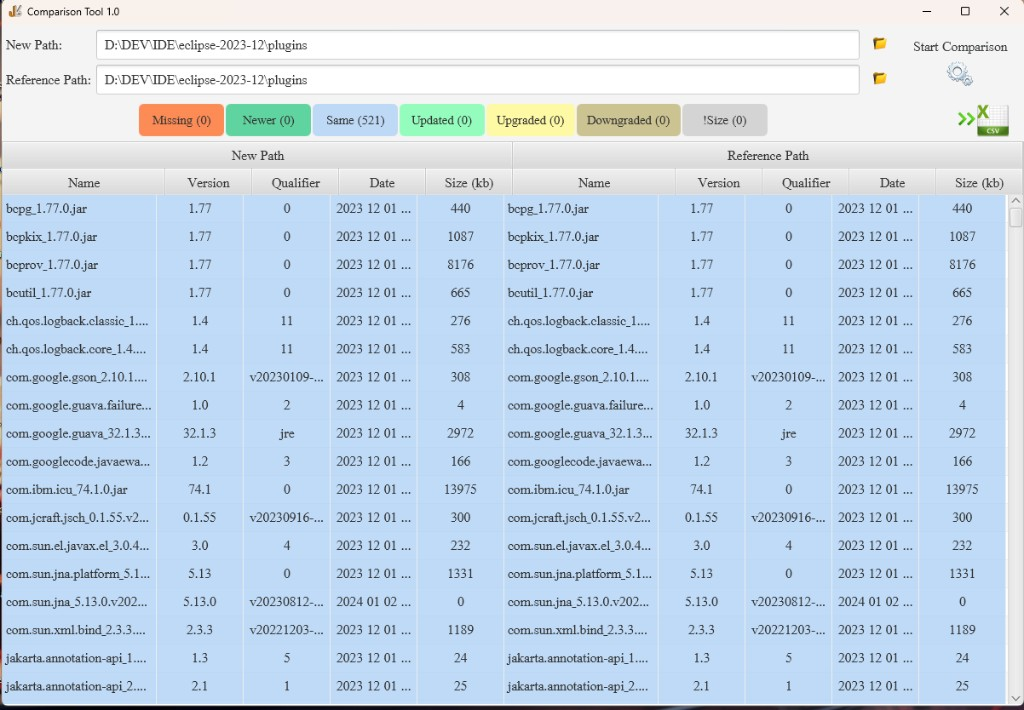 Comparison Tool 1.0
New Path: D:\DEV\IDE\eclipse-2023-12\plugins
Start Comparison
Reference Path: D:\DEV\IDE\eclipse-2023-12\plugins
Missing (0) Newer (0) Same (521) Updated (0) Upgraded (0) Downgraded (0) !Size (0)
X CSV
New Path Reference Path
Name Version Qualifier Date Size (kb) Name Version Qualifier Date Size (kb)
bcpg_1.77.0.jar 1.77 0 2023 12 01 ... 440 bcpg_1.77.0.jar 1.77 0 2023 12 01 ... 440
bcpkix_1.77.0.jar 1.77 0 2023 12 01 ... 1087 bcpkix_1.77.0.jar 1.77 0 2023 12 01 ... 1087
bcprov_1.77.0.jar 1.77 0 2023 12 01 ... 8176 bcprov_1.77.0.jar 1.77 0 2023 12 01 ... 8176
bcutil_1.77.0.jar 1.77 0 2023 12 01 ... 665 bcutil_1.77.0.jar 1.77 0 2023 12 01 ... 665
ch.qos.logback.classic_1.... 1.4 11 2023 12 01 ... 276 ch.qos.logback.classic_1.... 1.4 11 2023 12 01 ... 276
ch.qos.logback.core_1.4.... 1.4 11 2023 12 01 ... 583 ch.qos.logback.core_1.4.... 1.4 11 2023 12 01 ... 583
com.google.gson_2.10.1.... 2.10.1 v20230109-... 2023 12 01 ... 308 com.google.gson_2.10.1.... 2.10.1 v20230109-... 2023 12 01 ... 308
com.google.guava.failure... 1.0 2 2023 12 01 ... 4 com.google.guava.failure... 1.0 2 2023 12 01 ... 4
com.google.guava_32.1.3... 32.1.3 jre 2023 12 01 ... 2972 com.google.guava_32.1.3... 32.1.3 jre 2023 12 01 ... 2972
com.googlecode.javaewa... 1.2 3 2023 12 01 ... 166 com.googlecode.javaewa... 1.2 3 2023 12 01 ... 166
com.ibm.icu_74.1.0.jar 74.1 0 2023 12 01 ... 13975 com.ibm.icu_74.1.0.jar 74.1 0 2023 12 01 ... 13975
com.jcraft.jsch_0.1.55.v2... 0.1.55 v20230916-... 2023 12 01 ... 300 com.jcraft.jsch_0.1.55.v2... 0.1.55 v20230916-... 2023 12 01 ... 300
com.sun.el.javax.el_3.0.4... 3.0 4 2023 12 01 ... 232 com.sun.el.javax.el_3.0.4... 3.0 4 2023 12 01 ... 232
com.sun.jna.platform_5.1... 5.13 0 2023 12 01 ... 1331 com.sun.jna.platform_5.1... 5.13 0 2023 12 01 ... 1331
com.sun.jna_5.13.0.v202... 5.13.0 v20230812-... 2024 01 02 ... 0 com.sun.jna_5.13.0.v202... 5.13.0 v20230812-... 2024 01 02 ... 0
com.sun.xml.bind_2.3.3.... 2.3.3 v20221203-... 2023 12 01 ... 1189 com.sun.xml.bind_2.3.3.... 2.3.3 v20221203-... 2023 12 01 ... 1189
jakarta.annotation-api_1.... 1.3 5 2023 12 01 ... 24 jakarta.annotation-api_1.... 1.3 5 2023 12 01 ... 24
jakarta.annotation-api_2.... 2.1 1 2023 12 01 ... 25 jakarta.annotation-api_2.... 2.1 1 2023 12 01 ... 25